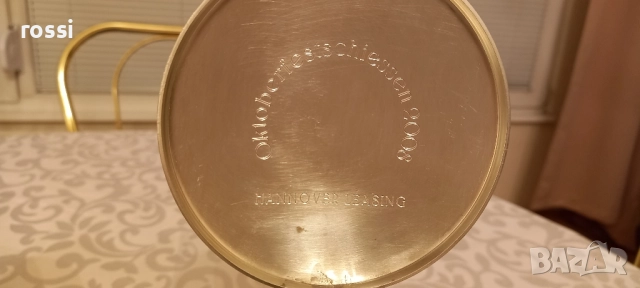 rossi
Oktoberfestschießen 2008
HANNOVER LEASING
BAZAR